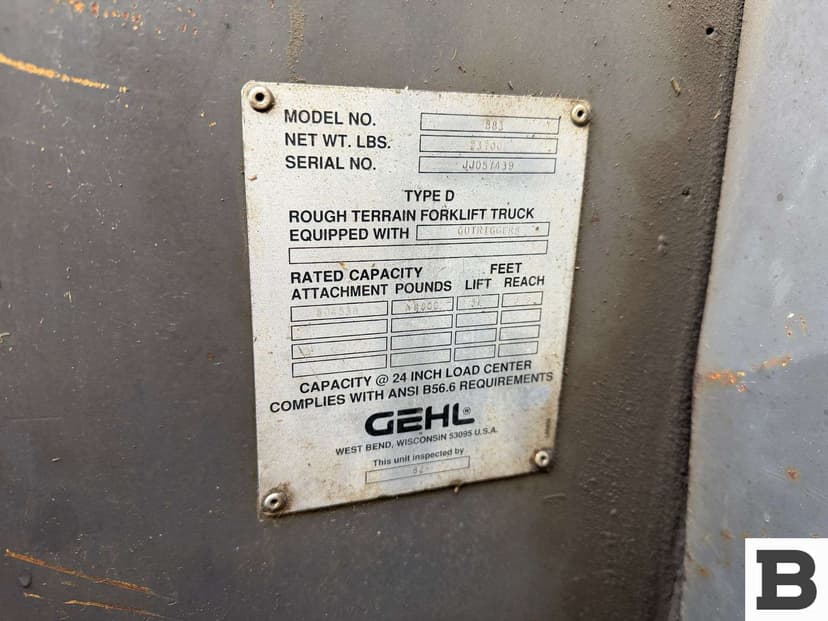 MODEL NO. 883
NET WT. LBS.
SERIAL NO. JJ057439
TYPE D
ROUGH TERRAIN FORKLIFT TRUCK
EQUIPPED WITH OUTRIGGERS
RATED CAPACITY FEET
ATTACHMENT POUNDS LIFT REACH
CAPACITY @ 24 INCH LOAD CENTER
COMPLIES WITH ANSI B56.6 REQUIREMENTS
GEHL®
WEST BEND, WISCONSIN 53095 U.S.A.
This unit inspected by
B